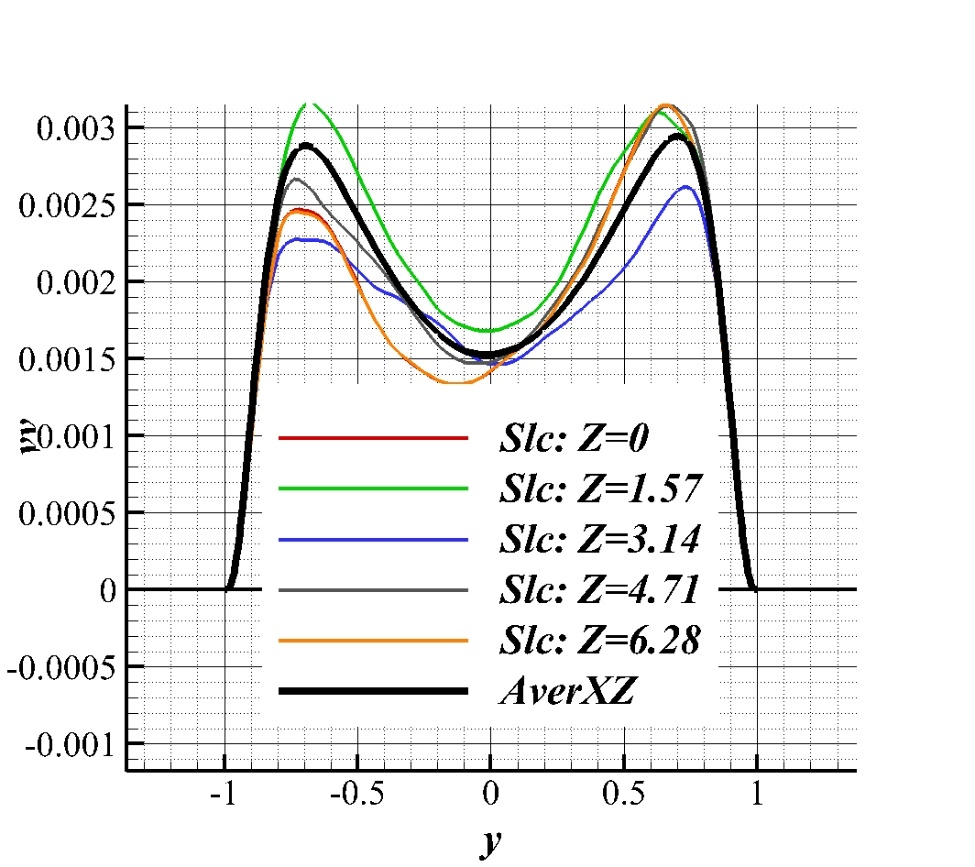 0.003
0.0025
0.002
0.0015
0.001
0.0005
0
-0.0005
-0.001
vv
Slc: Z=0
Slc: Z=1.57
Slc: Z=3.14
Slc: Z=4.71
Slc: Z=6.28
AverXZ
-1 -0.5 0 0.5 1
y